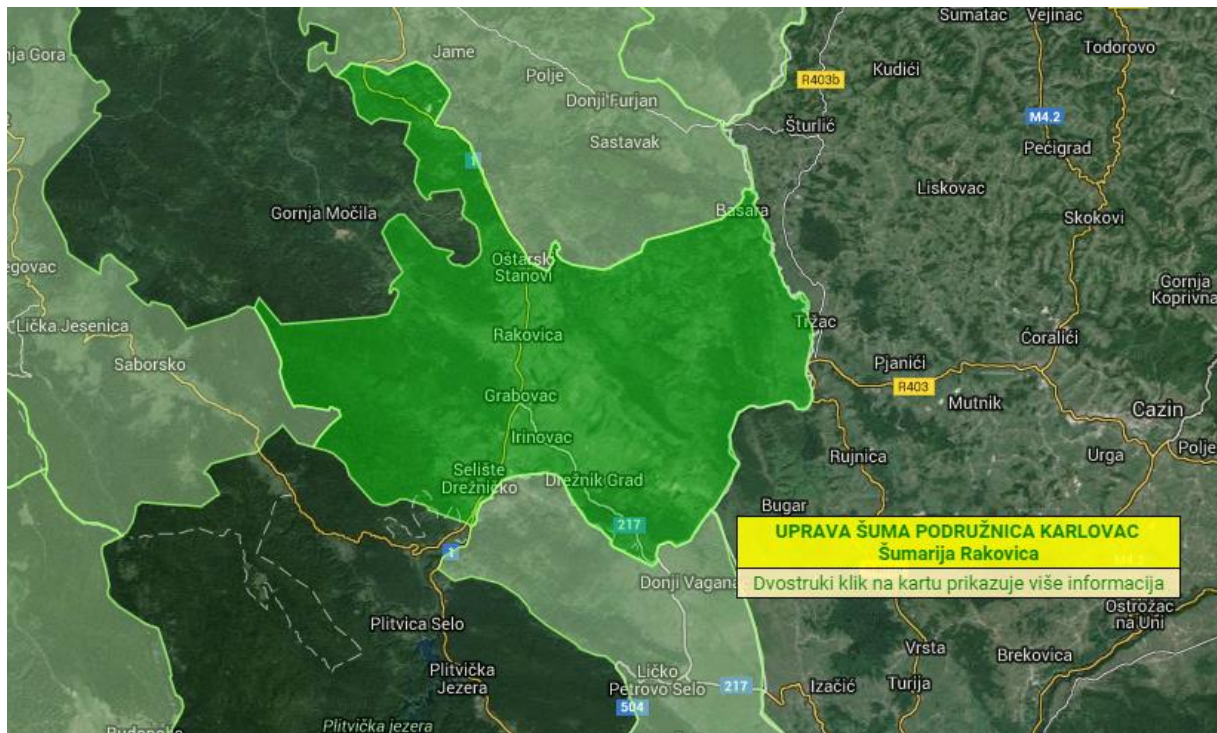 Sumatac
Vejinac
Jame
Todorovo
nja Gora
Polje
Kudići
R403b
Donji Furjan
M4.2
Šturlić
Sastavak
Pećigrad
1
Liskovac
Gornja Močila
Basara
Skokovi
Oštarski
Stanovi
egovac
Gornja
Koprivna
Lička Jesenica
Tržac
Rakovica
Ćoralići
Saborsko
Pjanići
R403
Grabovac
Mutnik
Cazin
Irinovac
Urga
Polje
Rujnica
Selište
Drežničko
Drežnik Grad
Bugar
217
UPRAVA ŠUMA PODRUŽNICA KARLOVAC
Šumarija Rakovica
Dvostruki klik na kartu prikazuje više informacija
1
Donji Vagana
Ostrožac
na Uni
Plitvica Selo
Vrsta
Brekovica
Plitvička
Jezera
Ličko
Petrovo Selo
217
Izačić
Turija
504
Plitvička jezera